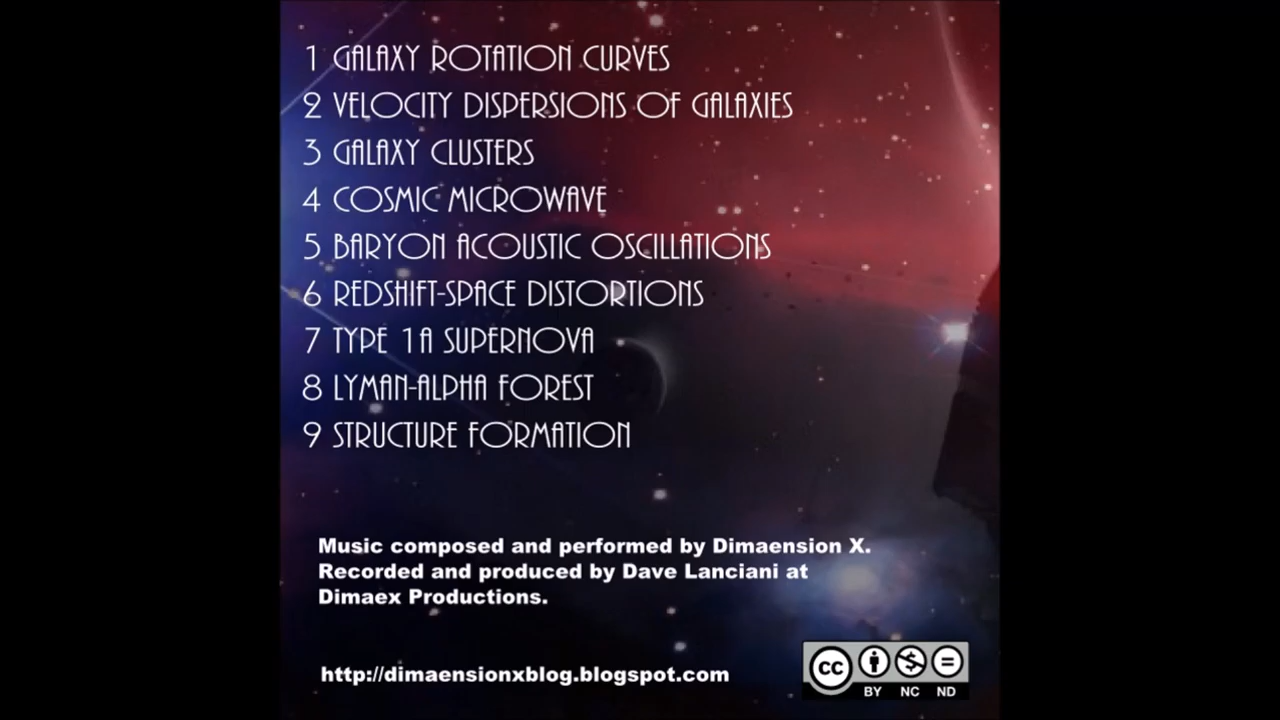 1 GALAXY ROTATION CURVES
2 VELOCITY DISPERSIONS OF GALAXIES
3 GALAXY CLUSTERS
4 COSMIC MICROWAVE
5 BARYON ACOUSTIC OSCILLATIONS
6 REDSHIFT-SPACE DISTORTIONS
7 TYPE 1A SUPERNOVA
8 LYMAN-ALPHA FOREST
9 STRUCTURE FORMATION
Music composed and performed by Dimaension X.
Recorded and produced by Dave Lanciani at
Dimaex Productions.
http://dimaensionxblog.blogspot.com
cc
BY NC ND